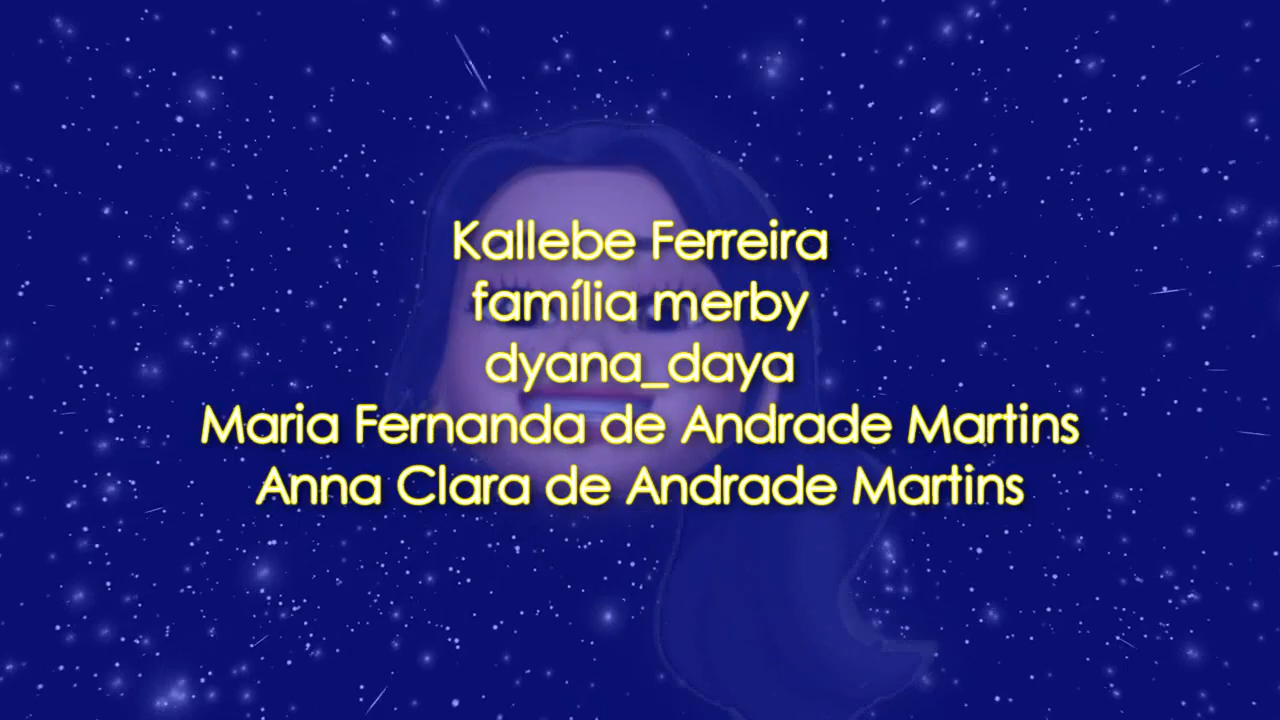 Kallebe Ferreira
família merby
dyana_daya
Maria Fernanda de Andrade Martins
Anna Clara de Andrade Martins